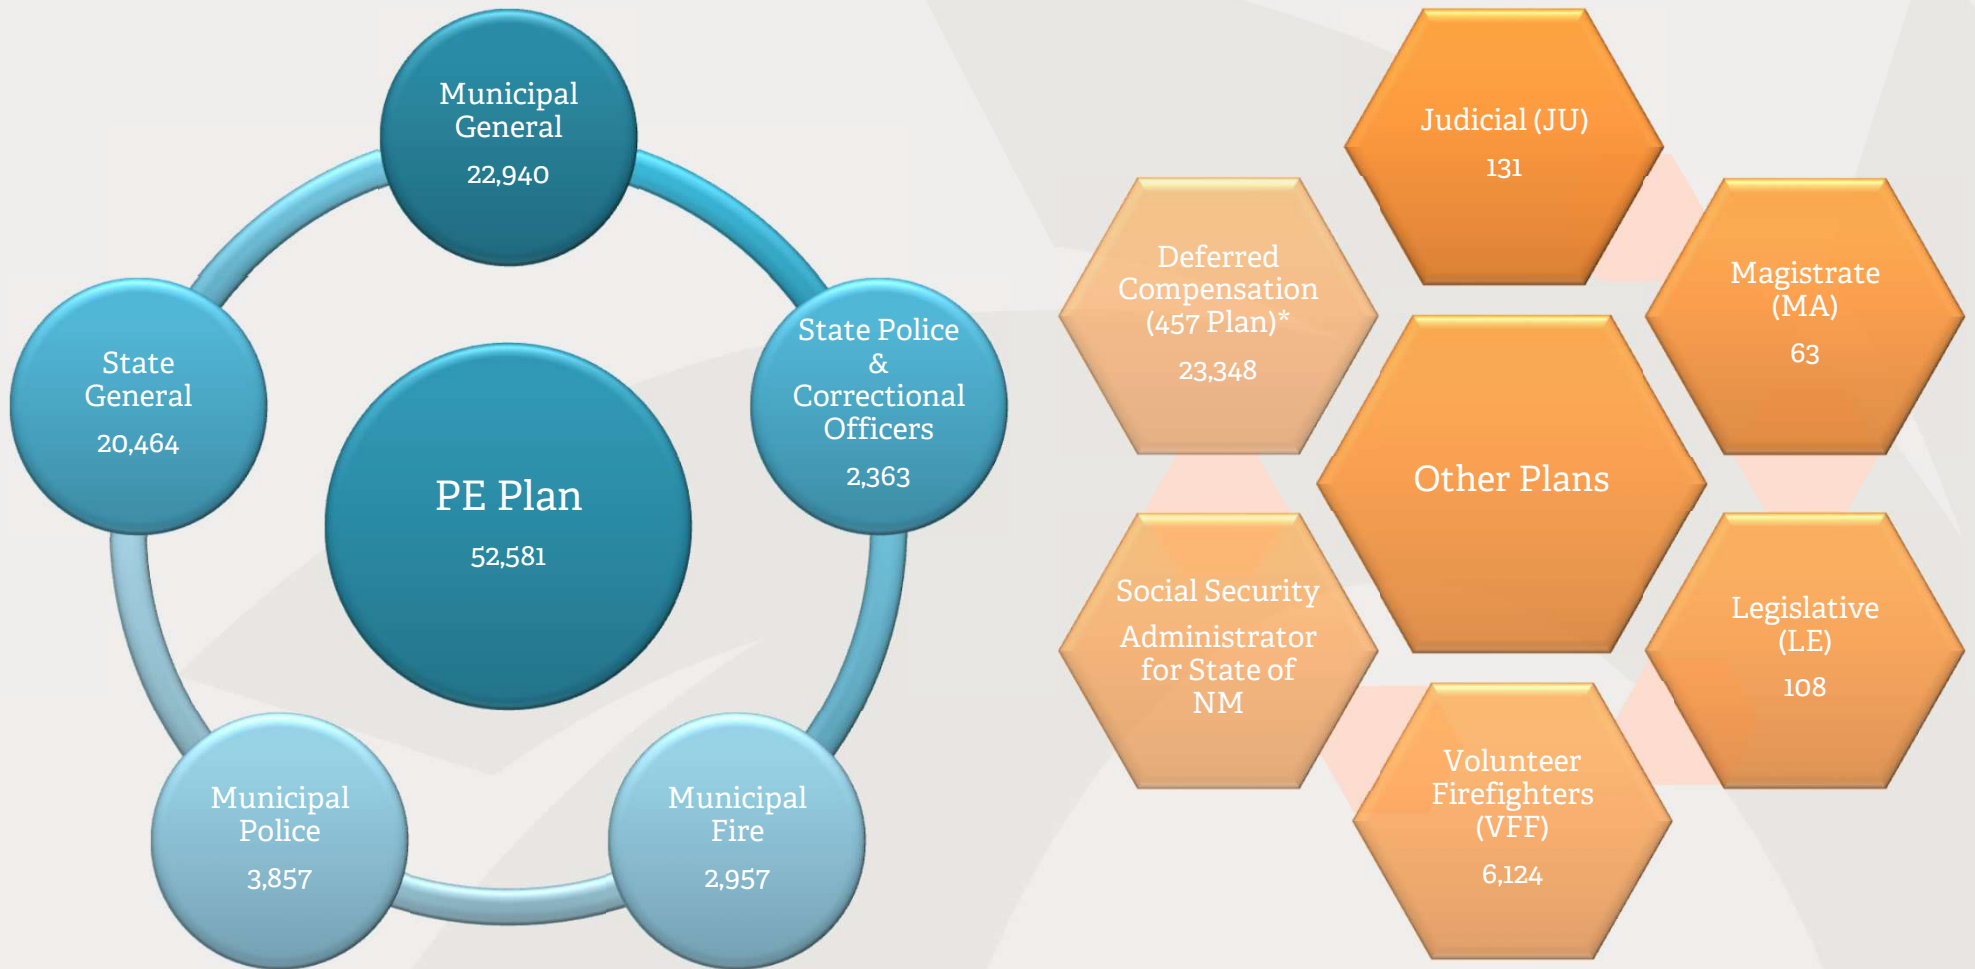 Municipal
General
22,940
State Police
&
Correctional
Officers
2,363
Municipal
Fire
2,957
Municipal
Police
3,857
State
General
20,464
PE Plan
52,581
Judicial (JU)
131
Magistrate
(MA)
63
Legislative
(LE)
108
Volunteer
Firefighters
(VFF)
6,124
Social Security
Administrator
for State of
NM
Deferred
Compensation
(457 Plan)*
23,348
Other Plans